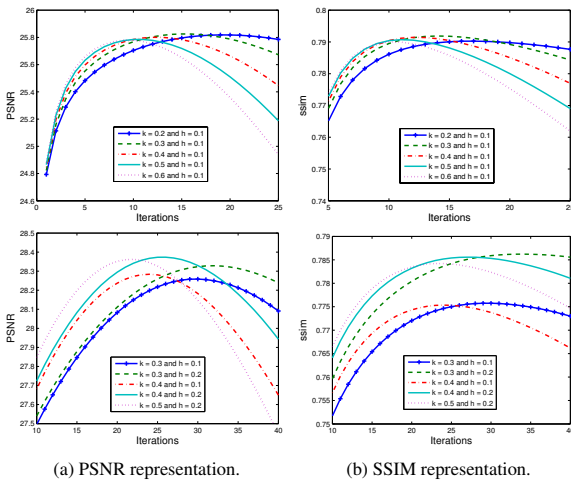 26
25.8
25.6
25.4
25.2
25
24.8
24.6
PSNR
0 5 10 15 20 25
Iterations
k = 0.2 and h = 0.1
k = 0.3 and h = 0.1
k = 0.4 and h = 0.1
k = 0.5 and h = 0.1
k = 0.6 and h = 0.1
0.8
0.79
0.78
0.77
0.76
0.75
0.74
ssim
5 10 15 20 25
Iterations
k = 0.2 and h = 0.1
k = 0.3 and h = 0.1
k = 0.4 and h = 0.1
k = 0.5 and h = 0.1
k = 0.6 and h = 0.1
28.5
28.4
28.3
28.2
28.1
28
27.9
27.8
27.7
27.6
27.5
PSNR
10 15 20 25 30 35 40
Iterations
k = 0.3 and h = 0.1
k = 0.3 and h = 0.2
k = 0.4 and h = 0.1
k = 0.4 and h = 0.2
k = 0.5 and h = 0.2
0.79
0.785
0.78
0.775
0.77
0.765
0.76
0.755
0.75
ssim
10 15 20 25 30 35 40
Iterations
k = 0.3 and h = 0.1
k = 0.3 and h = 0.2
k = 0.4 and h = 0.1
k = 0.4 and h = 0.2
k = 0.5 and h = 0.2
(a) PSNR representation.
(b) SSIM representation.